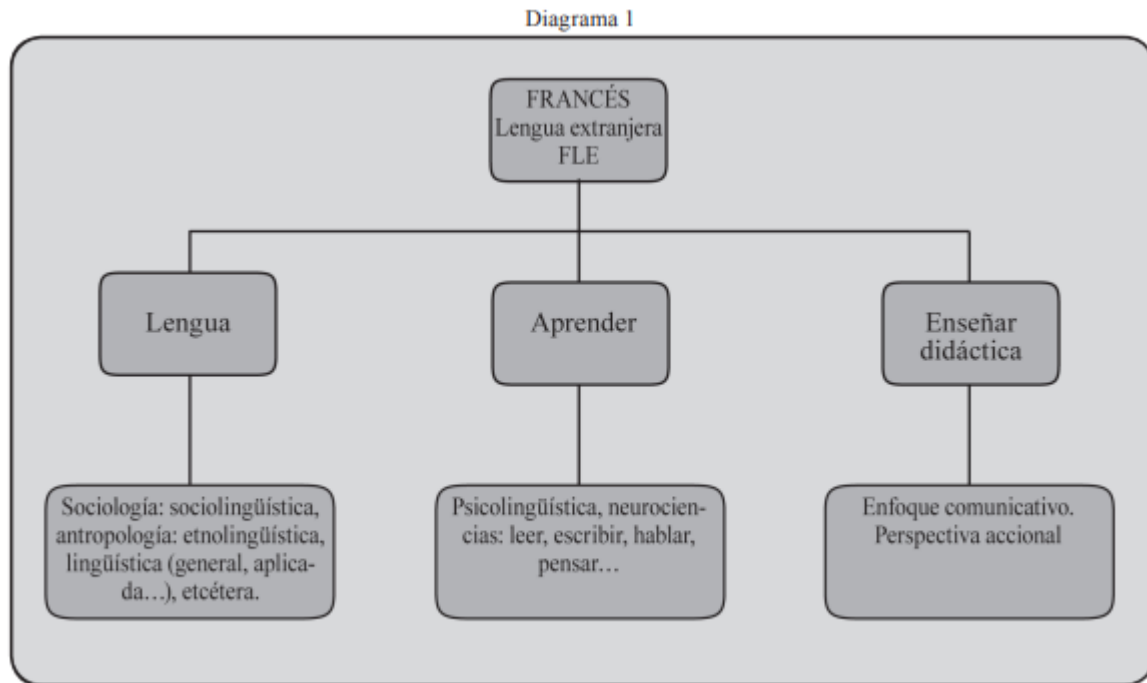 Diagrama 1
FRANCÉS
Lengua extranjera
FLE
Lengua
Aprender
Enseñar
didáctica
Sociología: sociolingüística,
antropología: etnolingüística,
lingüística (general, aplica-
da…), etcétera.
Psicolingüística, neurocien-
cias: leer, escribir, hablar,
pensar…
Enfoque comunicativo.
Perspectiva accional